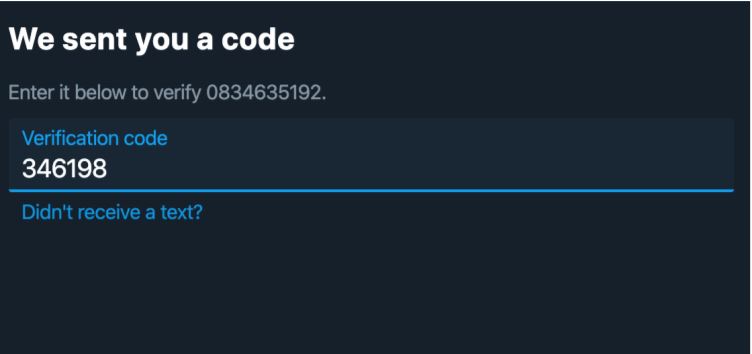 We sent you a code
Enter it below to verify 0834635192.
Verification code
346198
Didn't receive a text?